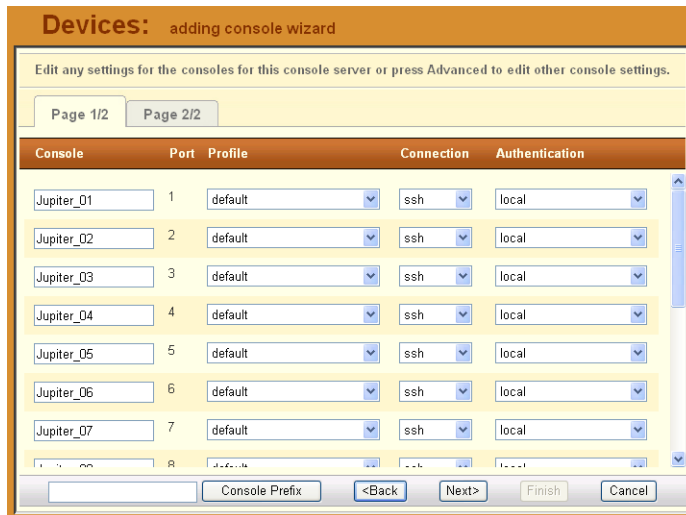 Devices: adding console wizard
Edit any settings for the consoles for this console server or press Advanced to edit other console settings.
Page 1/2 Page 2/2
Console Port Profile Connection Authentication
Jupiter_01 1 default ssh local
Jupiter_02 2 default ssh local
Jupiter_03 3 default ssh local
Jupiter_04 4 default ssh local
Jupiter_05 5 default ssh local
Jupiter_06 6 default ssh local
Jupiter_07 7 default ssh local
8
Console Prefix <Back Next> Finish Cancel